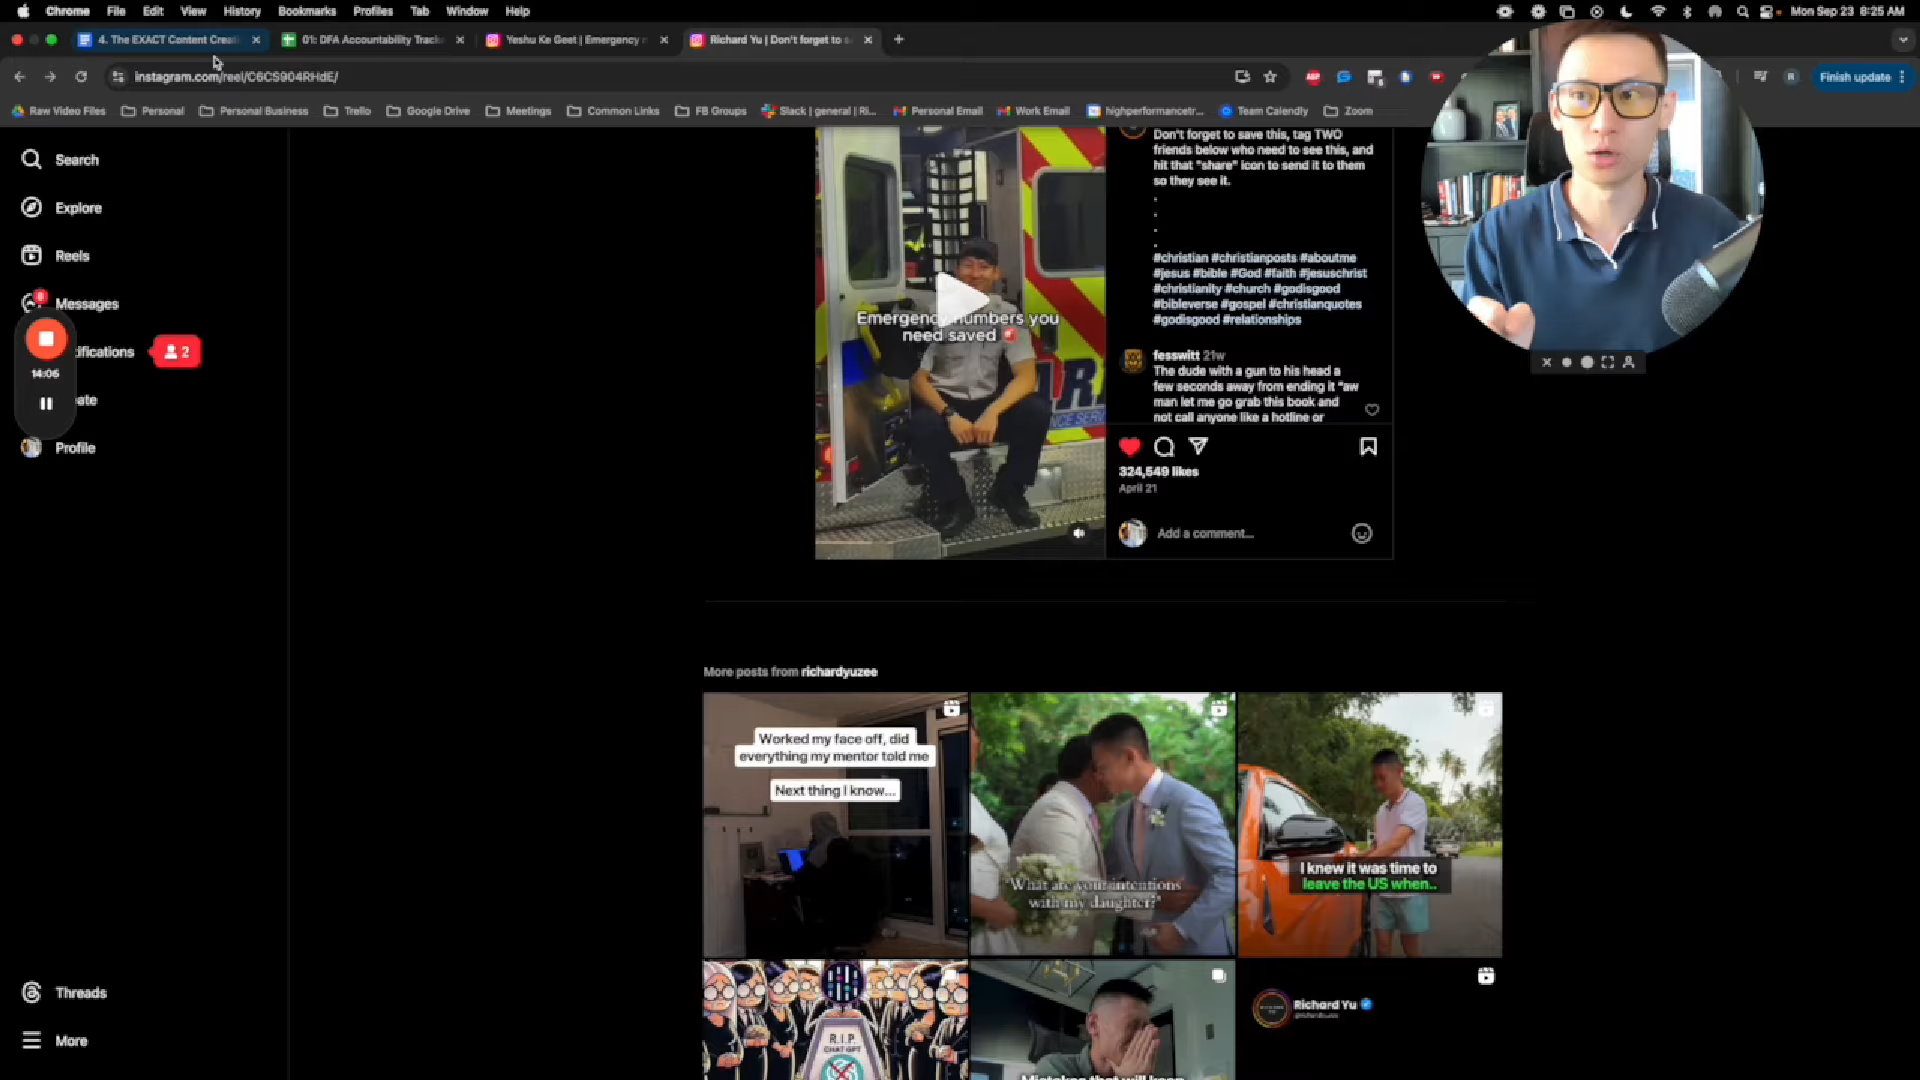 Chrome File Edit View History Bookmarks Profiles Tab Window Help
Mon Sep 23 8:25 AM
4. The EXACT Content Creati
01: DFA Accountability Track
Yeshu Ke Geet | Emergency n
Richard Yu | Don't forget to s
instagram.com/reel/C6CS904RHdE/
Finish update
Raw Video Files Personal Personal Business Trello Google Drive Meetings Common Links FB Groups Slack | general | Ri... Personal Email Work Email highperformancetr... Team Calendly Zoom
Search
Explore
Reels
Messages
8
tifications
2
14:06
ate
Profile
Threads
More
Emergency numbers you
need saved
Don't forget to save this, tag TWO
friends below who need to see this, and
hit that "share" icon to send it to them
so they see it.
.
.
.
.
#christian #christianposts #aboutme
#jesus #bible #God #faith #jesuschrist
#christianity #church #godisgood
#bibleverse #gospel #christianquotes
#godisgood #relationships
fesswitt 21w
The dude with a gun to his head a
few seconds away from ending it "aw
man let me go grab this book and
not call anyone like a hotline or
324,549 likes
April 21
Add a comment...
More posts from richardyuzee
Worked my face off, did
everything my mentor told me
Next thing I know...
"What are your intentions
with my daughter?"
I knew it was time to
leave the US when..
R.I.P.
CHAT GPT
Mistakes that will keep
Richard Yu